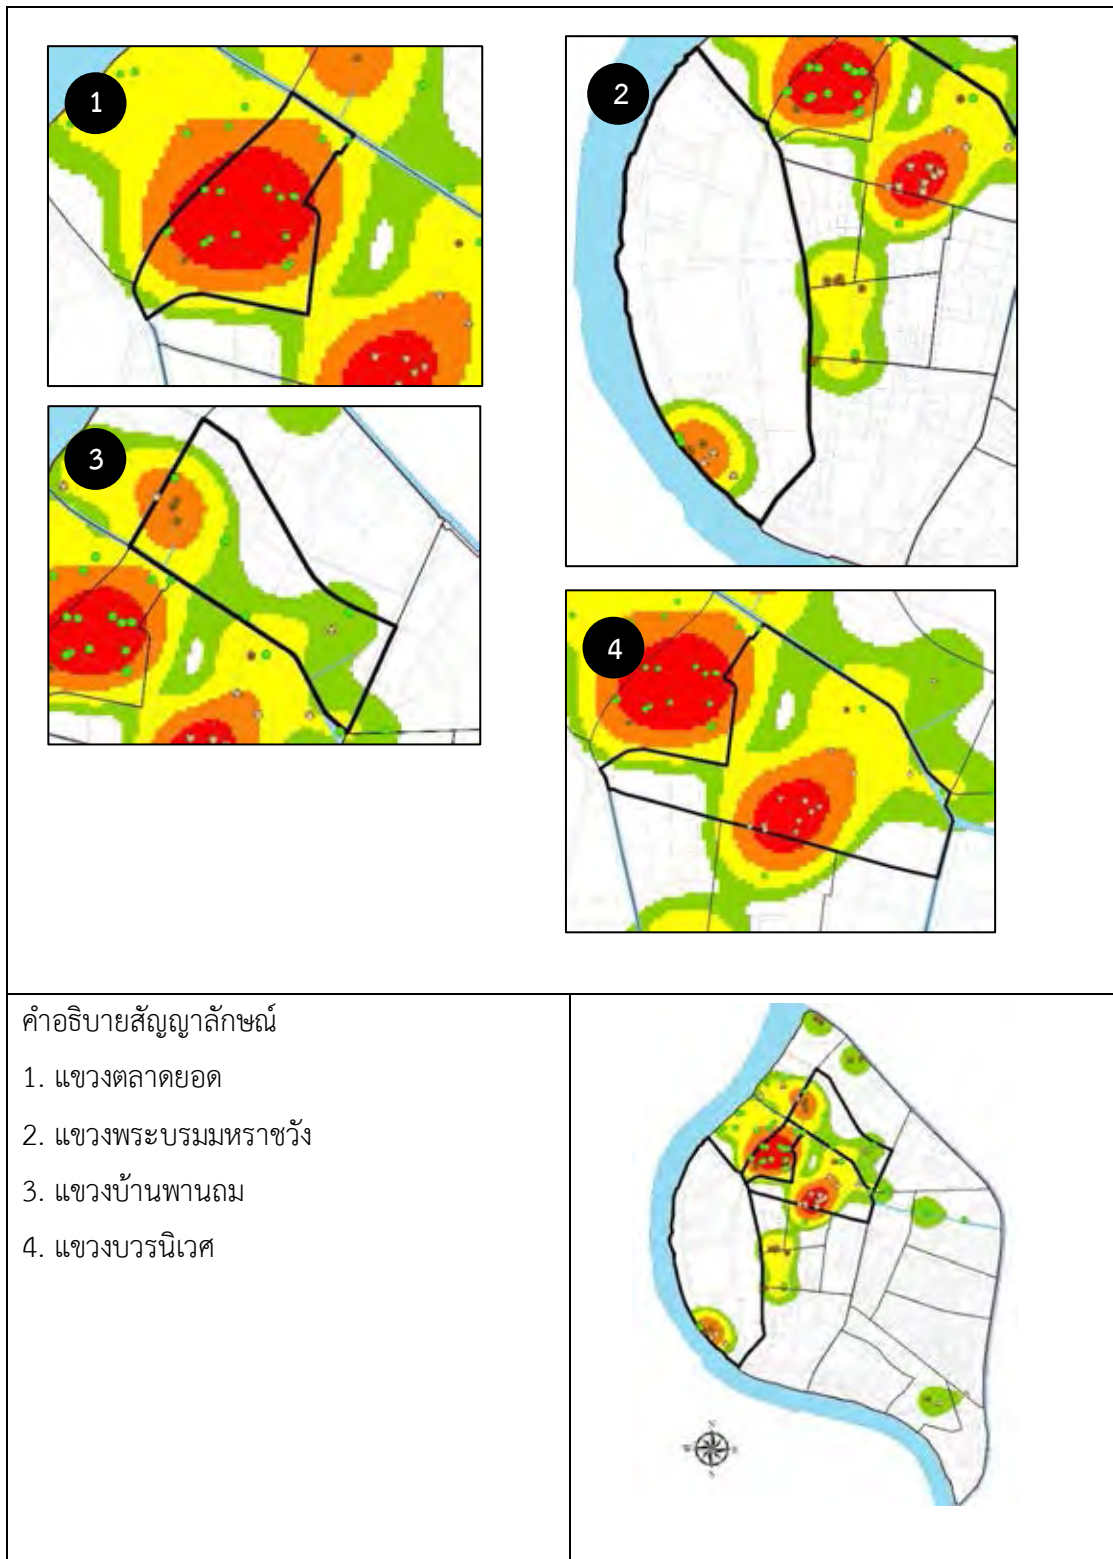 1
2
3
4
คำอธิบายสัญญาลักษณ์
1. แขวงตลาดยอด
2. แขวงพระบรมมหราชวัง
3. แขวงบ้านพานถม
4. แขวงบวรนิเวศ
N
S